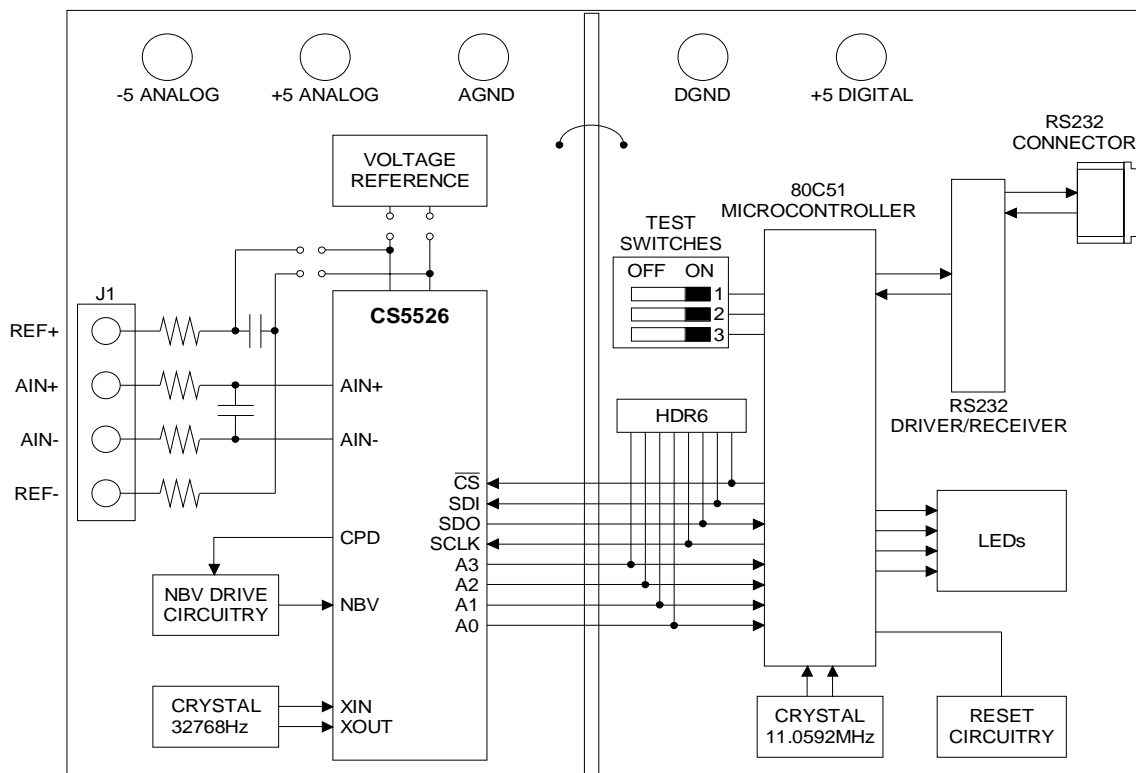 -5 ANALOG
+5 ANALOG
AGND
DGND
+5 DIGITAL
RS232
CONNECTOR
VOLTAGE
REFERENCE
80C51
MICROCONTROLLER
TEST
SWITCHES
OFF ON
1
2
3
J1
CS5526
REF+
AIN+
AIN-
REF-
AIN+
AIN-
HDR6
RS232
DRIVER/RECEIVER
CS
SDI
SDO
SCLK
A3
A2
A1
A0
CPD
NBV
NBV DRIVE
CIRCUITRY
LEDs
CRYSTAL
32768Hz
XIN
XOUT
CRYSTAL
11.0592MHz
RESET
CIRCUITRY